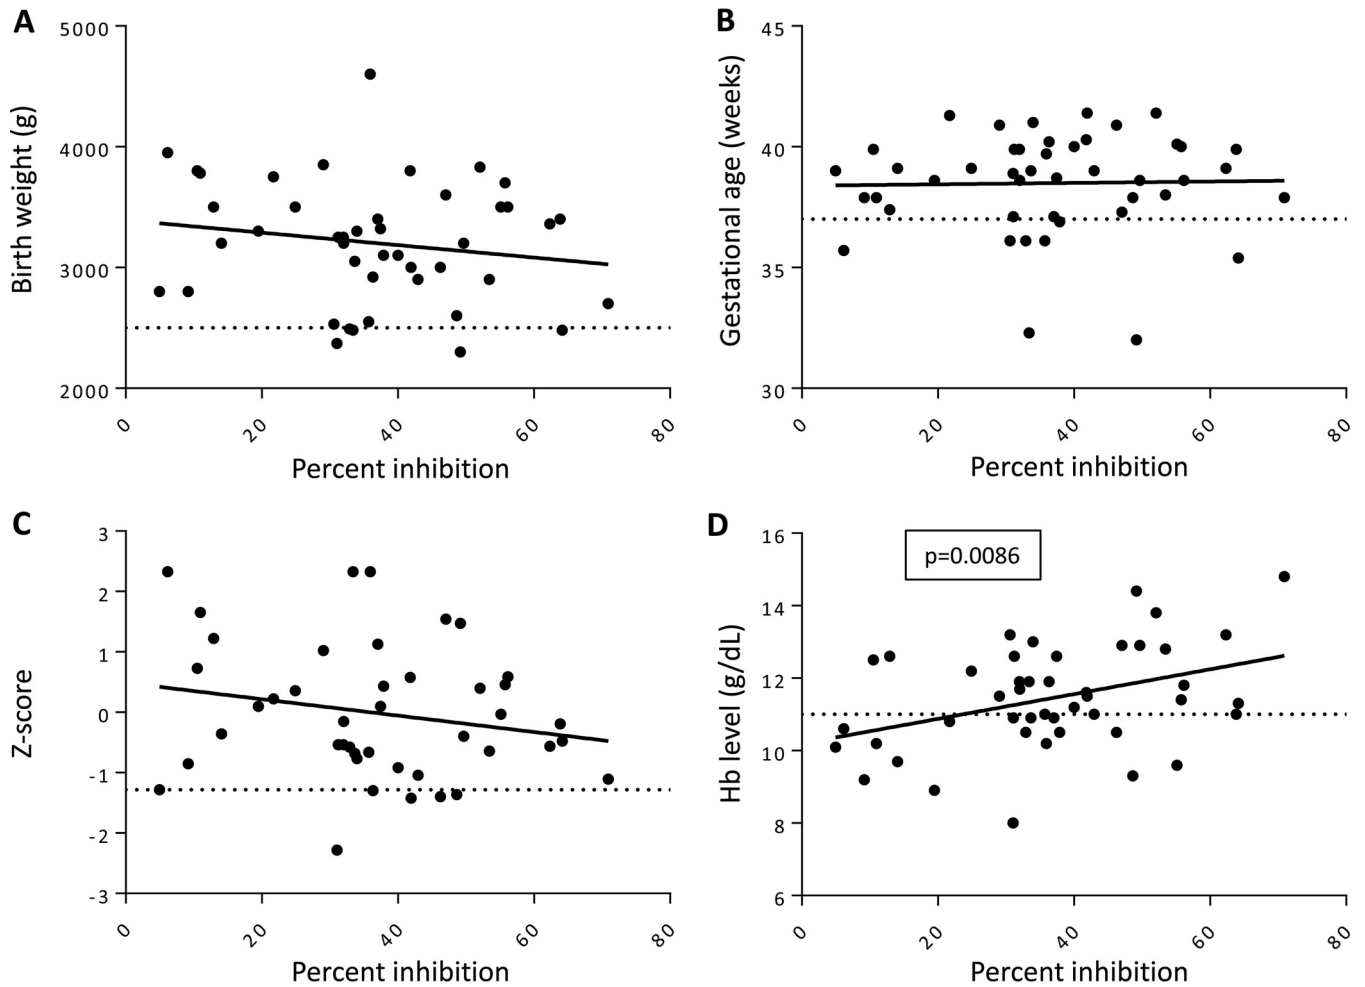 A
5000
4000
3000
2000
Birth weight (g)
0 20 40 60 80
Percent inhibition
B
45
40
35
30
Gestational age (weeks)
0 20 40 60 80
Percent inhibition
C
3
2
1
0
-1
-2
-3
Z-score
0 20 40 60 80
Percent inhibition
D
p=0.0086
16
14
12
10
8
6
Hb level (g/dL)
0 20 40 60 80
Percent inhibition